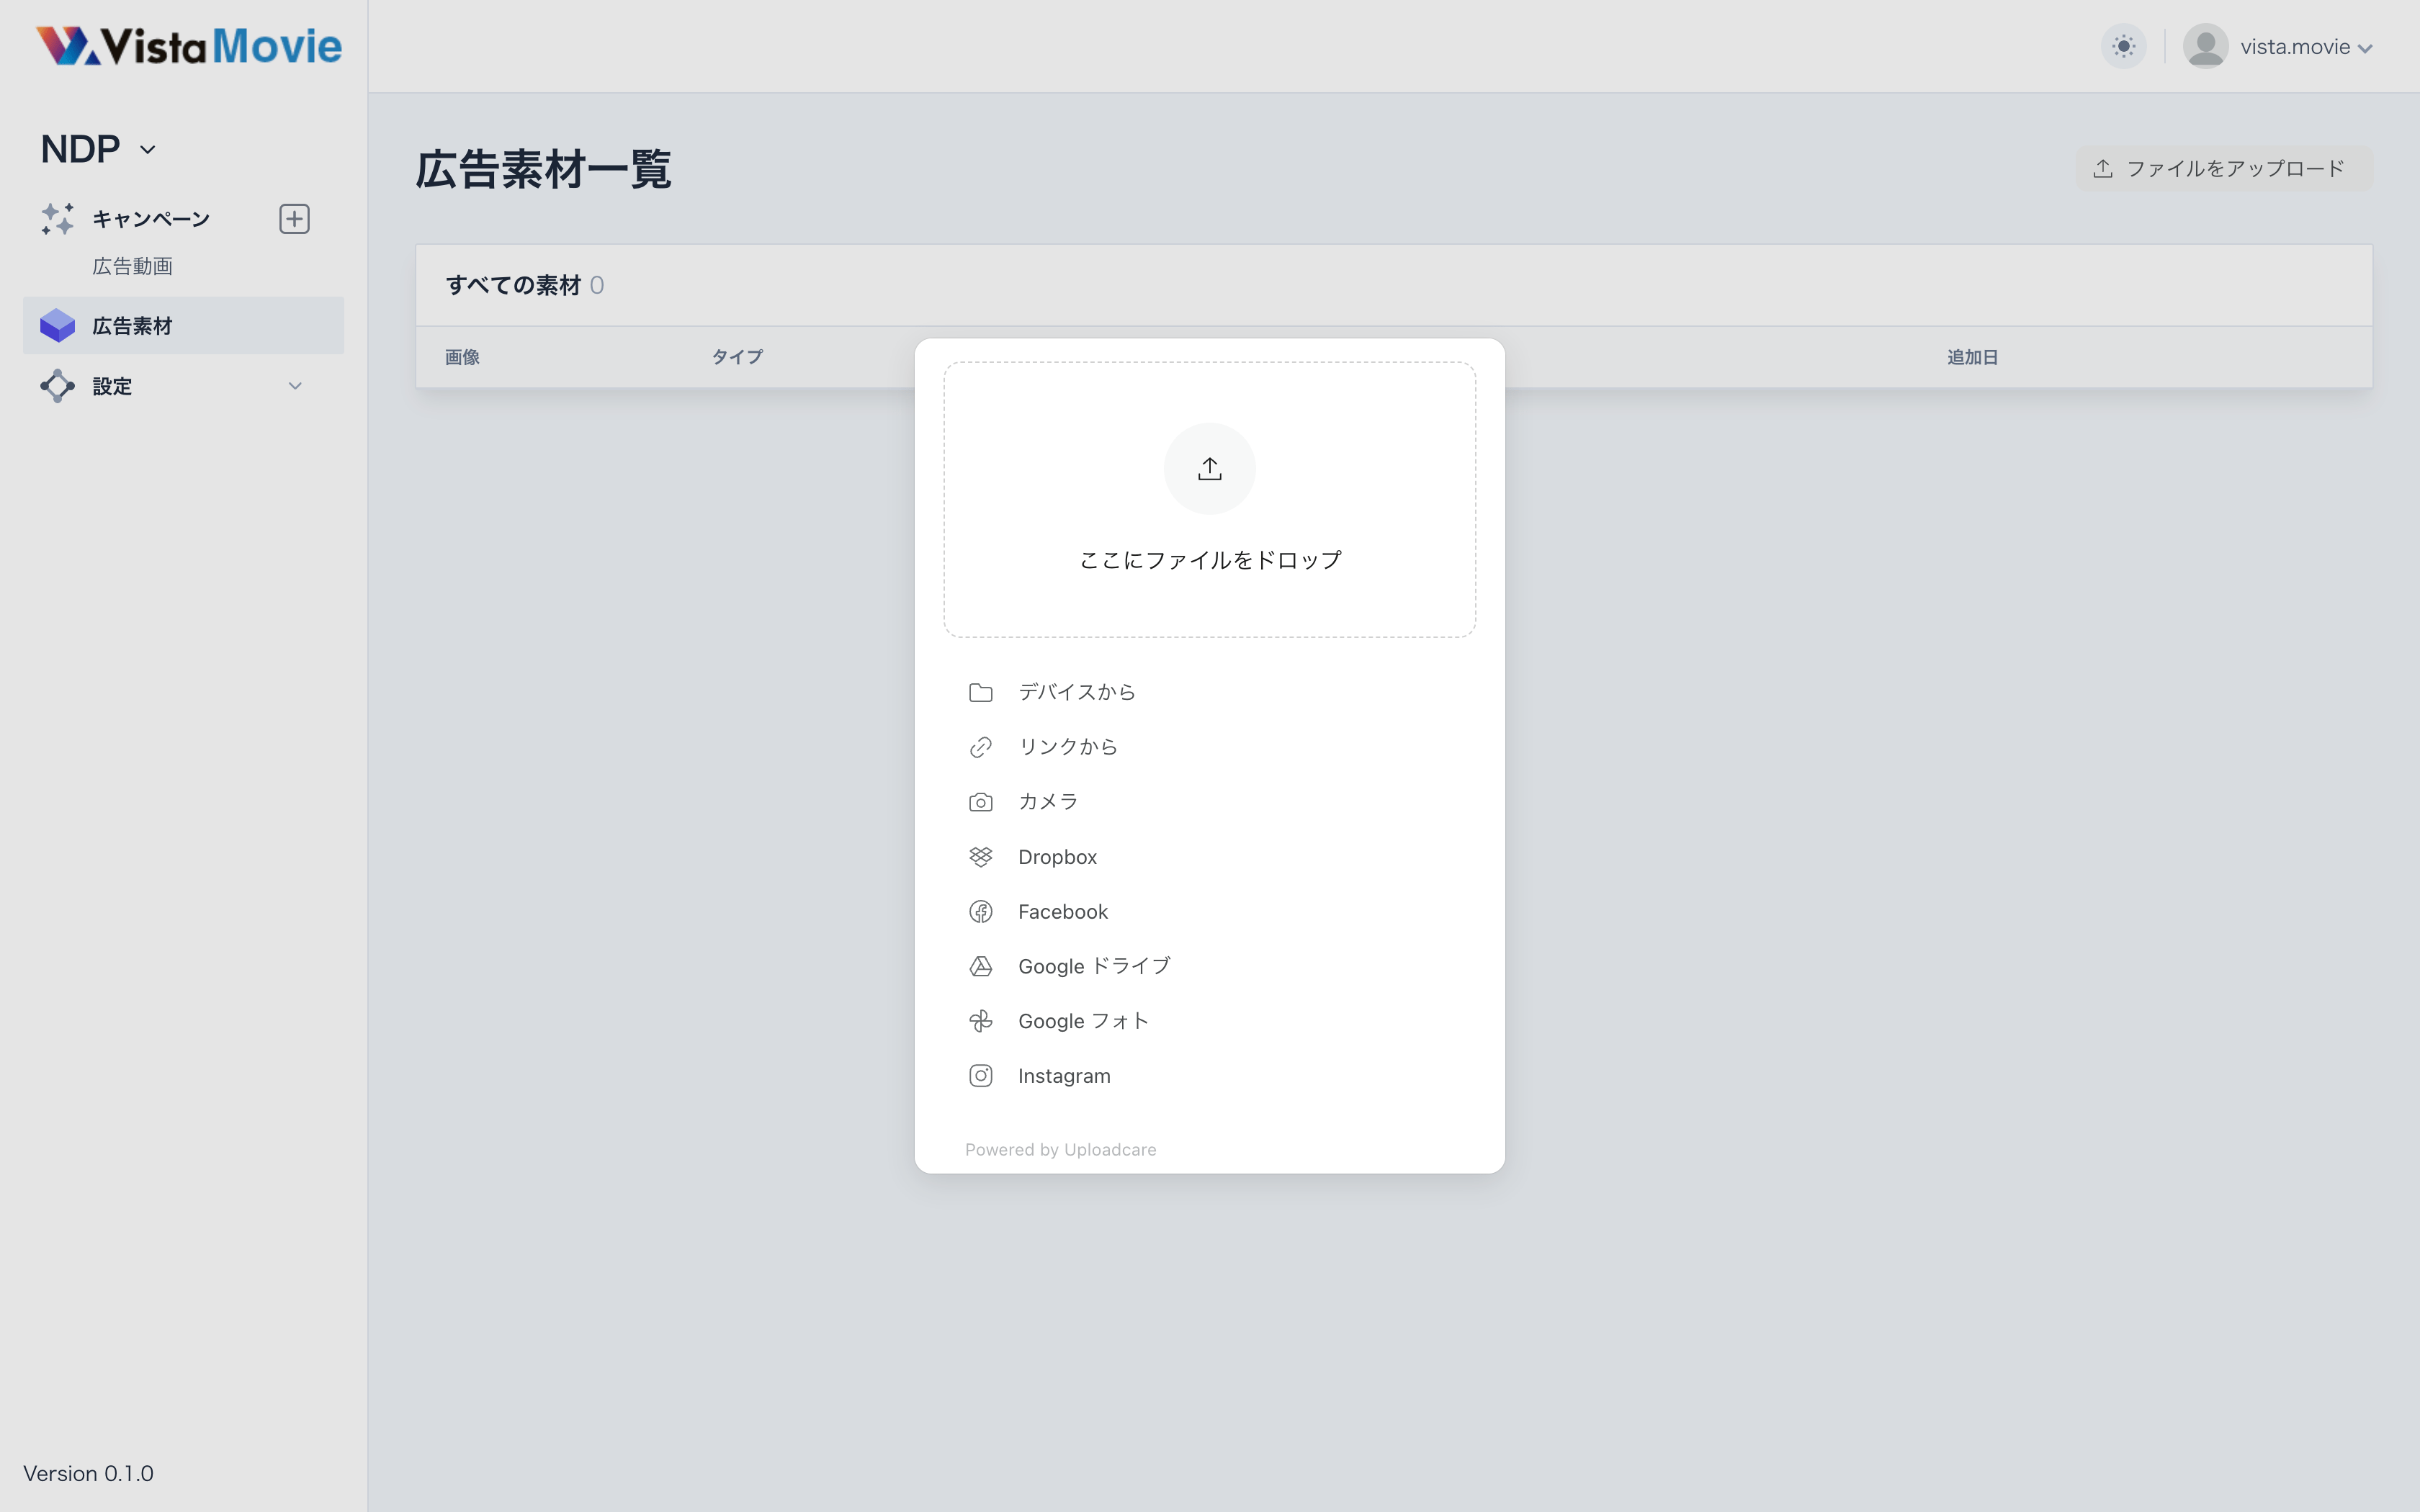 VistaMovie
vista.movie
NDP
キャンペーン
広告動画
広告素材
設定
広告素材一覧
ファイルをアップロード
すべての素材 0
画像 タイプ 追加日
ここにファイルをドロップ
デバイスから
リンクから
カメラ
Dropbox
Facebook
Google ドライブ
Google フォト
Instagram
Powered by Uploadcare
Version 0.1.0